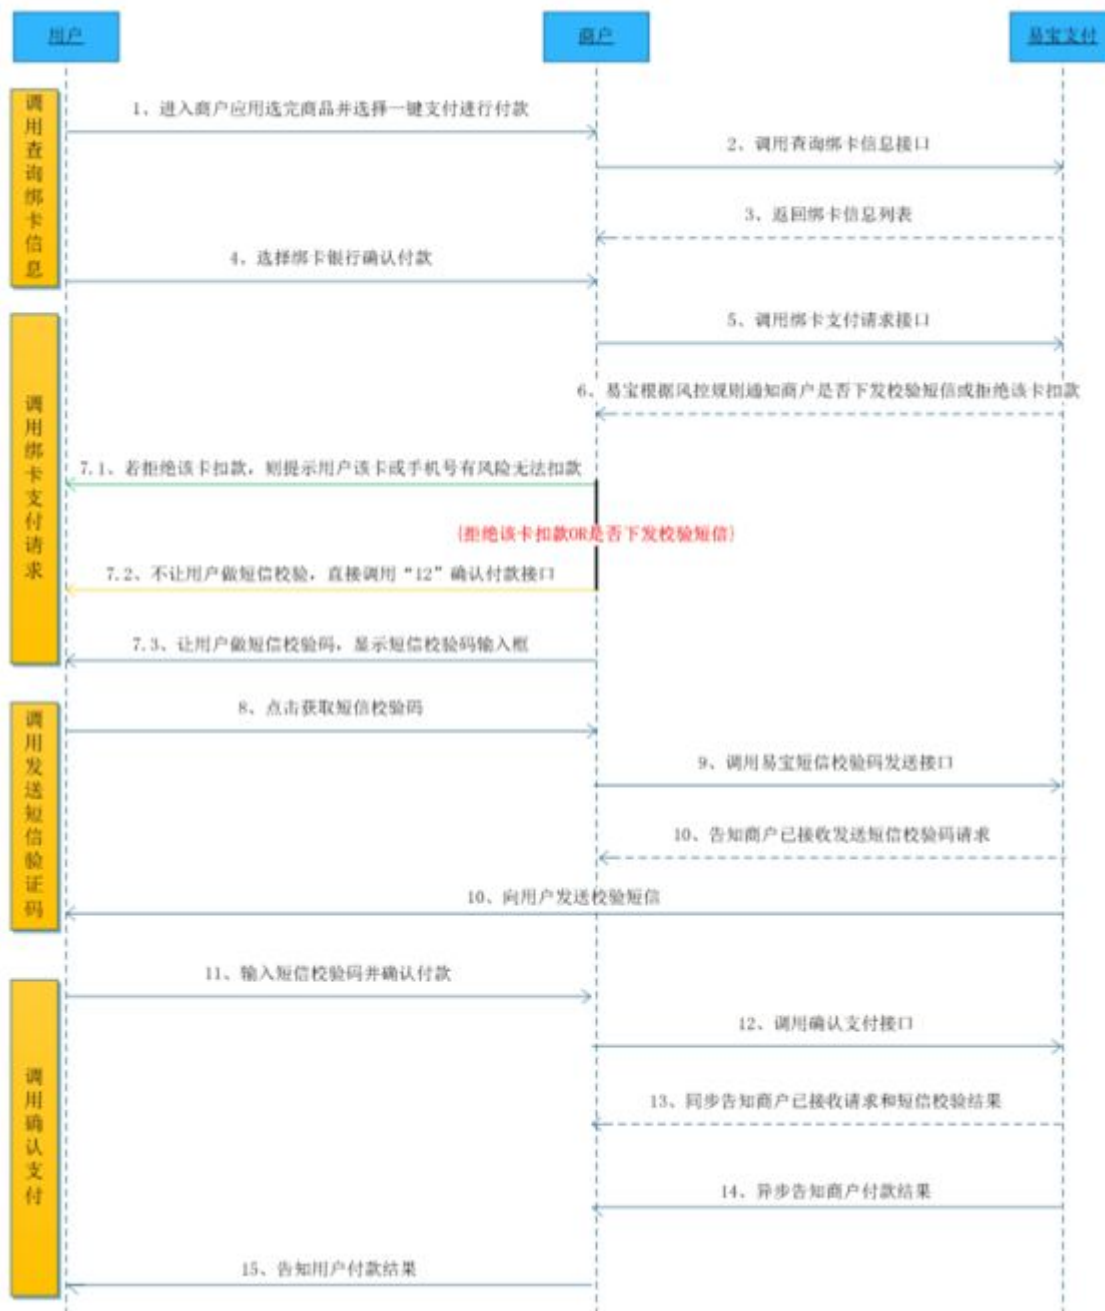 用户
商户
易宝支付
调用查询绑卡信息
1、进入商户应用选完商品并选择一键支付进行付款
2、调用查询绑卡信息接口
3、返回绑卡信息列表
4、选择绑卡银行确认付款
调用绑卡支付请求
5、调用绑卡支付请求接口
6、易宝根据风控规则通知商户是否下发校验短信或拒绝该卡扣款
7.1、若拒绝该卡扣款，则提示用户该卡或手机号有风险无法扣款
{拒绝该卡扣款OR是否下发校验短信}
7.2、不让用户做短信校验，直接调用“12”确认付款接口
7.3、让用户做短信校验码，显示短信校验码输入框
调用发送短信验证码
8、点击获取短信校验码
9、调用易宝短信校验码发送接口
10、告知商户已接收发送短信校验码请求
10、向用户发送校验短信
11、输入短信校验码并确认付款
调用确认支付
12、调用确认支付接口
13、同步告知商户已接收请求和短信校验结果
14、异步告知商户付款结果
15、告知用户付款结果